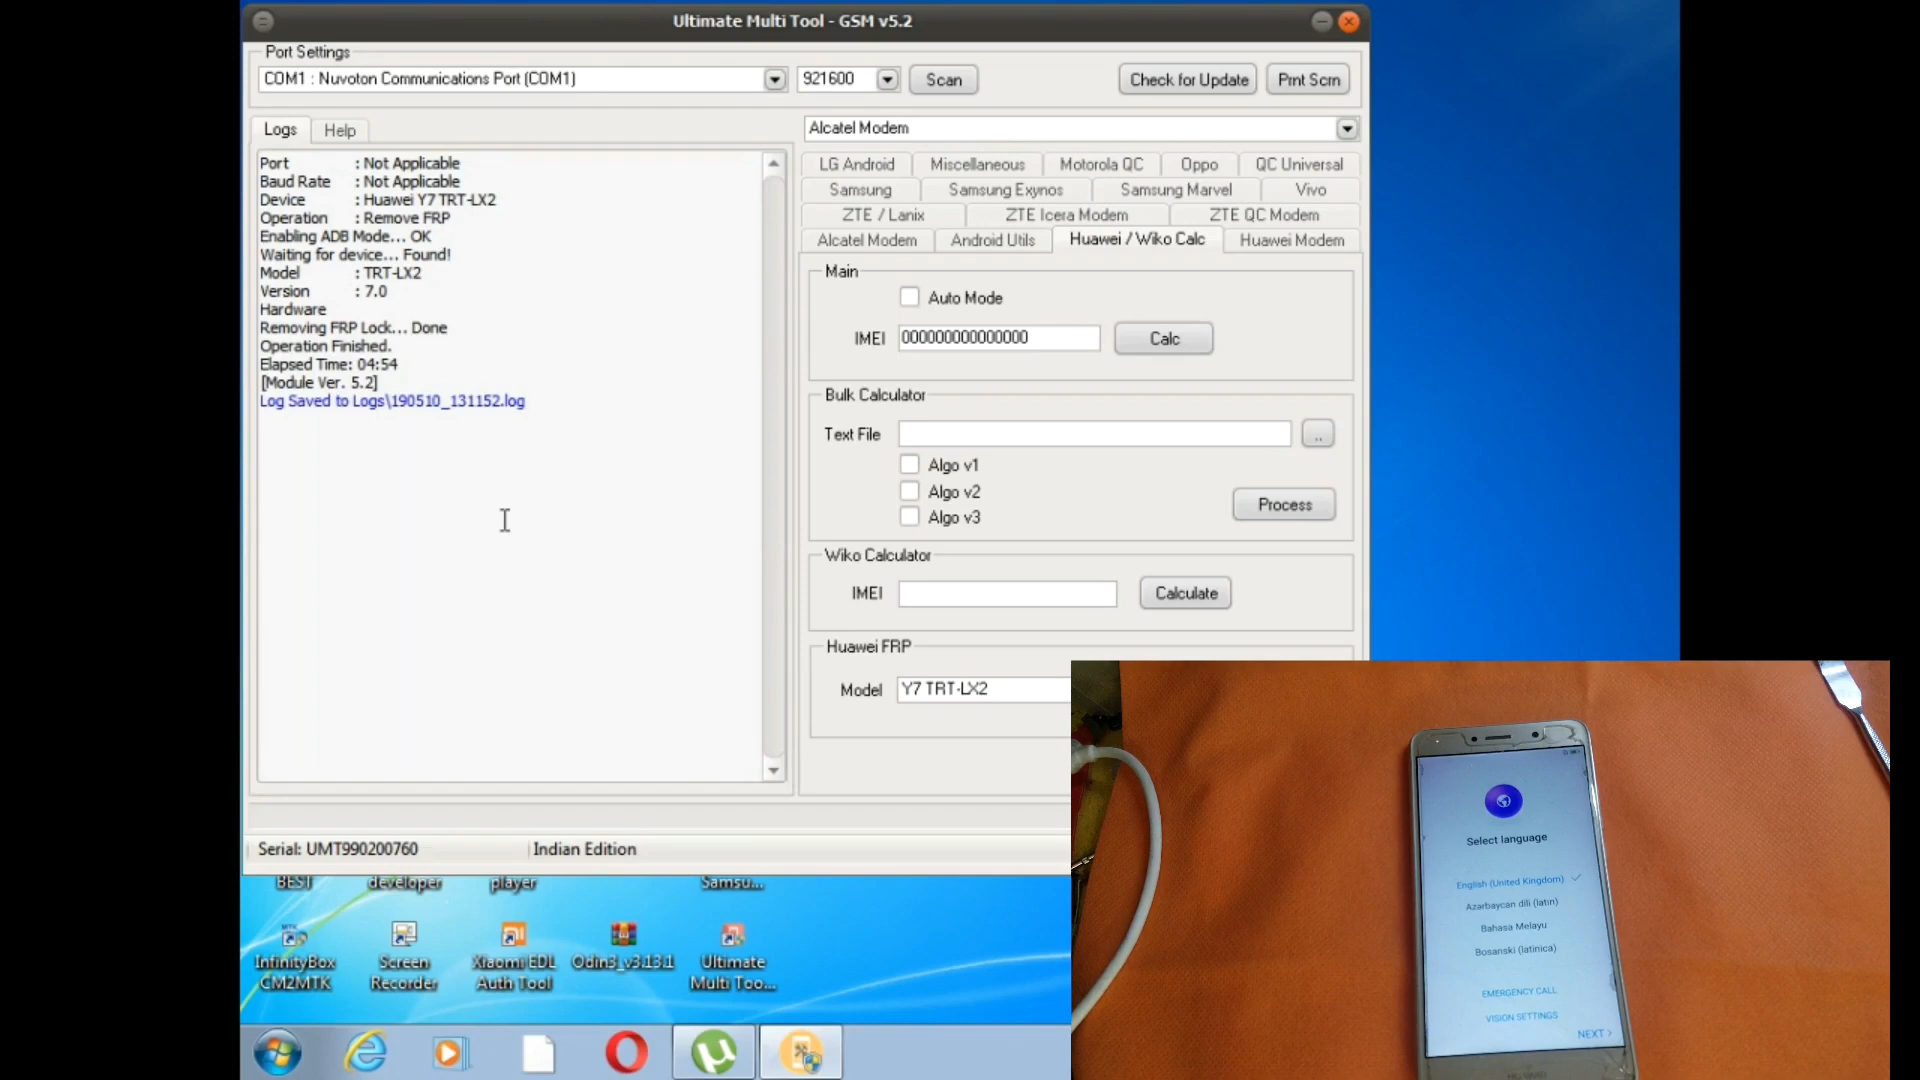 Ultimate Multi Tool - GSM v5.2
Port Settings
COM1 : Nuvoton Communications Port (COM1)
921600
Scan
Check for Update
Prnt Scrn
Logs
Help
Port : Not Applicable
Baud Rate : Not Applicable
Device : Huawei Y7 TRT-LX2
Operation : Remove FRP
Enabling ADB Mode... OK
Waiting for device... Found!
Model : TRT-LX2
Version : 7.0
Hardware
Removing FRP Lock... Done
Operation Finished.
Elapsed Time: 04:54
[Module Ver. 5.2]
Log Saved to Logs\190510_131152.log
Alcatel Modem
LG Android
Miscellaneous
Motorola QC
Oppo
QC Universal
Samsung
Samsung Exynos
Samsung Marvel
Vivo
ZTE / Lanix
ZTE Icera Modem
ZTE QC Modem
Alcatel Modem
Android Utils
Huawei / Wiko Calc
Huawei Modem
Main
Auto Mode
IMEI
000000000000000
Calc
Bulk Calculator
Text File
..
Algo v1
Algo v2
Algo v3
Process
Wiko Calculator
IMEI
Calculate
Huawei FRP
Model
Y7 TRT-LX2
Serial: UMT990200760
Indian Edition
BEST
developer
player
Samsu...
InfinityBox
CM2MTK
Screen
Recorder
Xiaomi EDL
Auth Tool
Odin3_v3.13.1
Ultimate
Multi Too...
Select language
English (United Kingdom)
Azərbaycan dili (latın)
Bahasa Melayu
Bosanski (latinica)
EMERGENCY CALL
VISION SETTINGS
NEXT >